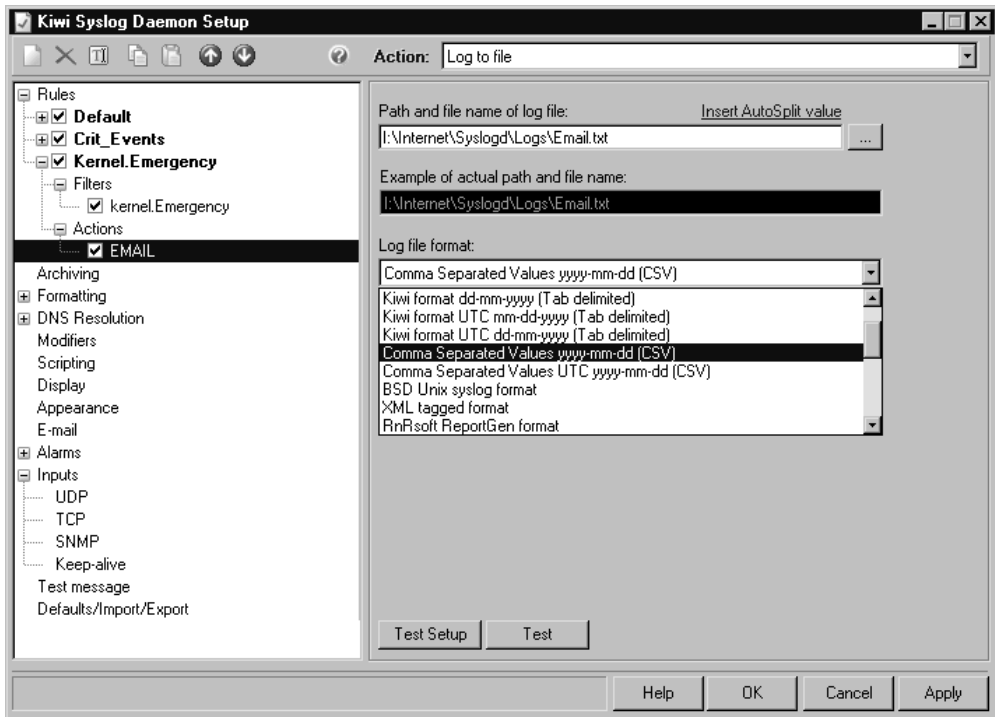 Kiwi Syslog Daemon Setup
Action: Log to file
Rules
Default
Crit_Events
Kernel.Emergency
Filters
kernel.Emergency
Actions
EMAIL
Archiving
Formatting
DNS Resolution
Modifiers
Scripting
Display
Appearance
E-mail
Alarms
Inputs
UDP
TCP
SNMP
Keep-alive
Test message
Defaults/Import/Export
Path and file name of log file: Insert AutoSplit value
I:\Internet\Syslogd\Logs\Email.txt ...
Example of actual path and file name:
I:\Internet\Syslogd\Logs\Email.txt
Log file format:
Comma Separated Values yyyy-mm-dd (CSV)
Kiwi format dd-mm-yyyy (Tab delimited)
Kiwi format UTC mm-dd-yyyy (Tab delimited)
Kiwi format UTC dd-mm-yyyy (Tab delimited)
Comma Separated Values yyyy-mm-dd (CSV)
Comma Separated Values UTC yyyy-mm-dd (CSV)
BSD Unix syslog format
XML tagged format
RnRsoft ReportGen format
Test Setup Test
Help OK Cancel Apply